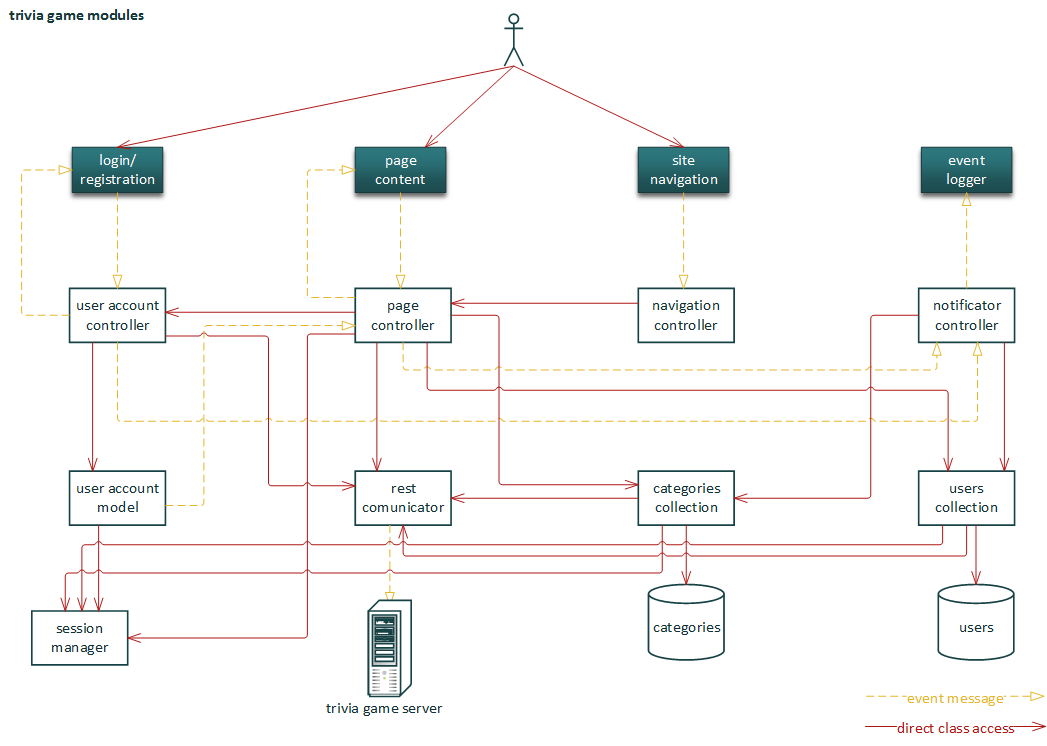 trivia game modules
login/
registration
page
content
site
navigation
event
logger
user account
controller
page
controller
navigation
controller
notificator
controller
user account
model
rest
comunicator
categories
collection
users
collection
session
manager
categories
users
trivia game server
event message
direct class access